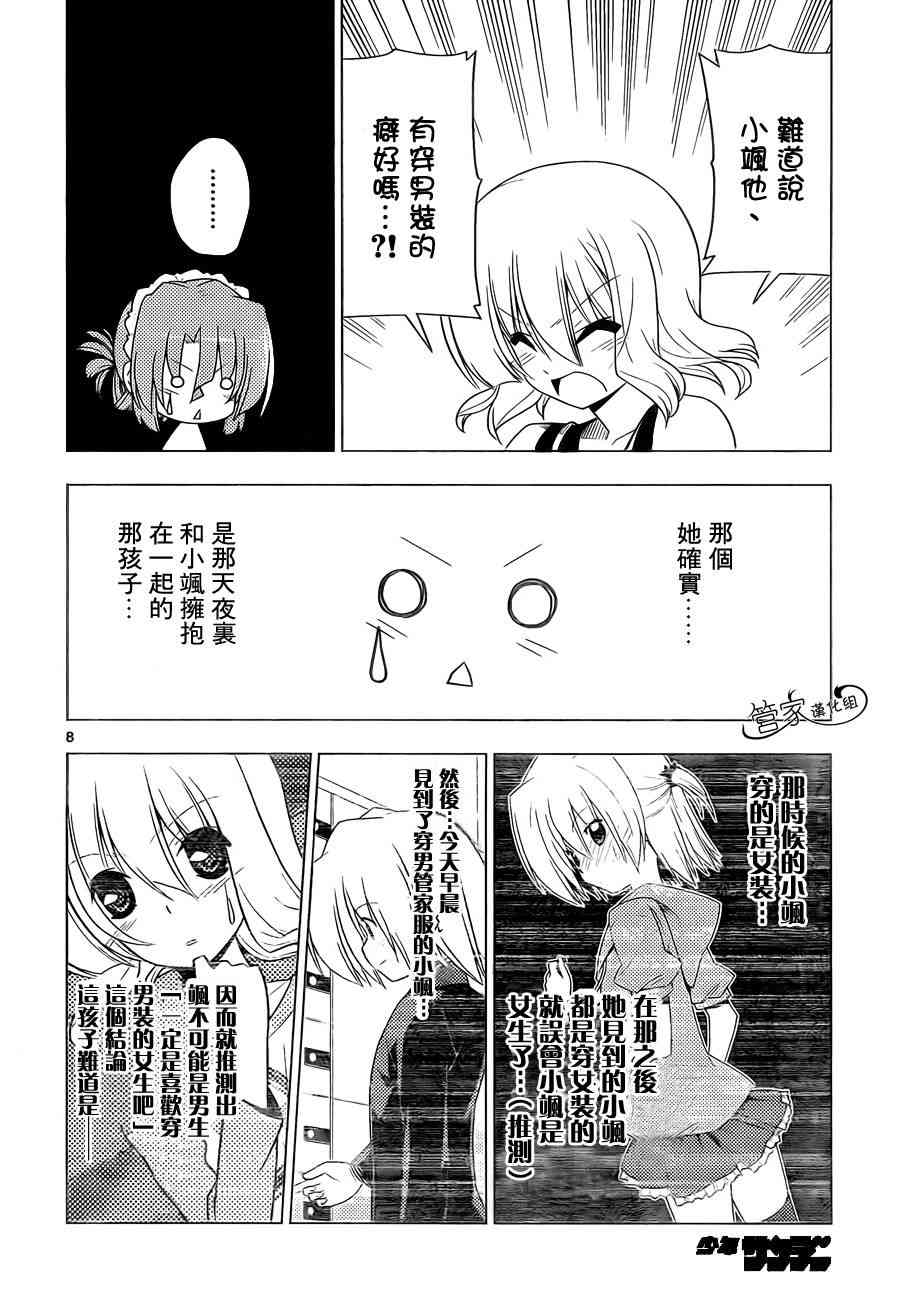 難道說
小颯他、
有穿男裝的
癖好嗎…?!
………
那個
她確實……
是那天夜裏
和小颯擁抱
在一起的
那孩子…
管家漢化组
8
那時候的小颯
穿的是女裝…
在那之後
她見到的小颯
都是穿女裝的
就誤會小颯是
女生了…(推測)
然後…今天早晨
見到了穿男管家服的小颯…
因而就推測出
颯不可能是男生
「一定是喜歡穿
男裝的女生吧」
這個結論
這孩子難道是——
少年サンデー